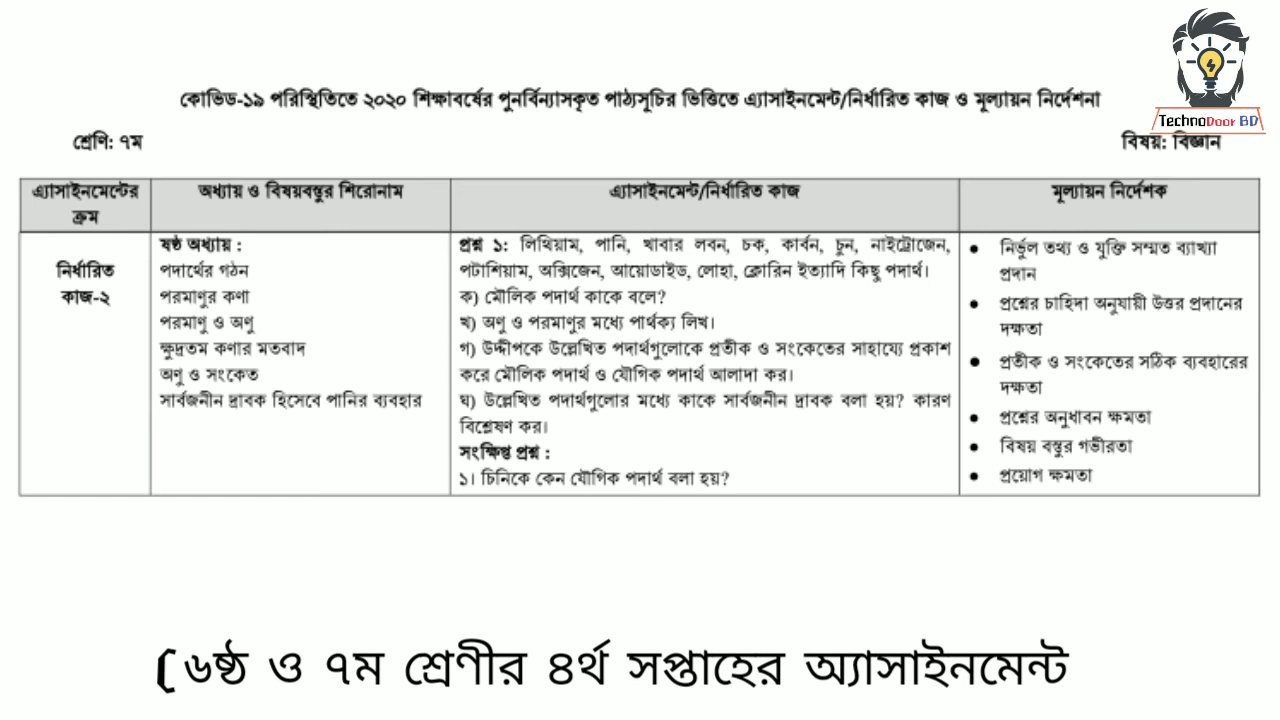 TechnoDoor BD
কোভিড-১৯ পরিস্থিতিতে ২০২০ শিক্ষাবর্ষের পুনর্বিন্যাসকৃত পাঠ্যসূচির ভিত্তিতে এ্যাসাইনমেন্ট/নির্ধারিত কাজ ও মূল্যায়ন নির্দেশনা
শ্রেণি: ৭ম
বিষয়: বিজ্ঞান
এ্যাসাইনমেন্টের
ক্রম
অধ্যায় ও বিষয়বস্তুর শিরোনাম
এ্যাসাইনমেন্ট/নির্ধারিত কাজ
মূল্যায়ন নির্দেশক
নির্ধারিত
কাজ-২
ষষ্ঠ অধ্যায় :
পদার্থের গঠন
পরমাণুর কণা
পরমাণু ও অণু
ক্ষুদ্রতম কণার মতবাদ
অণু ও সংকেত
সার্বজনীন দ্রাবক হিসেবে পানির ব্যবহার
প্রশ্ন ১: লিথিয়াম, পানি, খাবার লবন, চক, কার্বন, চুন, নাইট্রোজেন,
পটাশিয়াম, অক্সিজেন, আয়োডাইড, লোহা, ক্লোরিন ইত্যাদি কিছু পদার্থ।
ক) মৌলিক পদার্থ কাকে বলে?
খ) অণু ও পরমাণুর মধ্যে পার্থক্য লিখ।
গ) উদ্দীপকে উল্লেখিত পদার্থগুলোকে প্রতীক ও সংকেতের সাহায্যে প্রকাশ
করে মৌলিক পদার্থ ও যৌগিক পদার্থ আলাদা কর।
ঘ) উল্লেখিত পদার্থগুলোর মধ্যে কাকে সার্বজনীন দ্রাবক বলা হয়? কারণ
বিশ্লেষণ কর।
সংক্ষিপ্ত প্রশ্ন :
১। চিনিকে কেন যৌগিক পদার্থ বলা হয়?
● নির্ভুল তথ্য ও যুক্তি সম্মত ব্যাখ্যা
প্রদান
● প্রশ্নের চাহিদা অনুযায়ী উত্তর প্রদানের
দক্ষতা
● প্রতীক ও সংকেতের সঠিক ব্যবহারের
দক্ষতা
● প্রশ্নের অনুধাবন ক্ষমতা
● বিষয় বস্তুর গভীরতা
● প্রয়োগ ক্ষমতা
(৬ষ্ঠ ও ৭ম শ্রেণীর ৪র্থ সপ্তাহের অ্যাসাইনমেন্ট